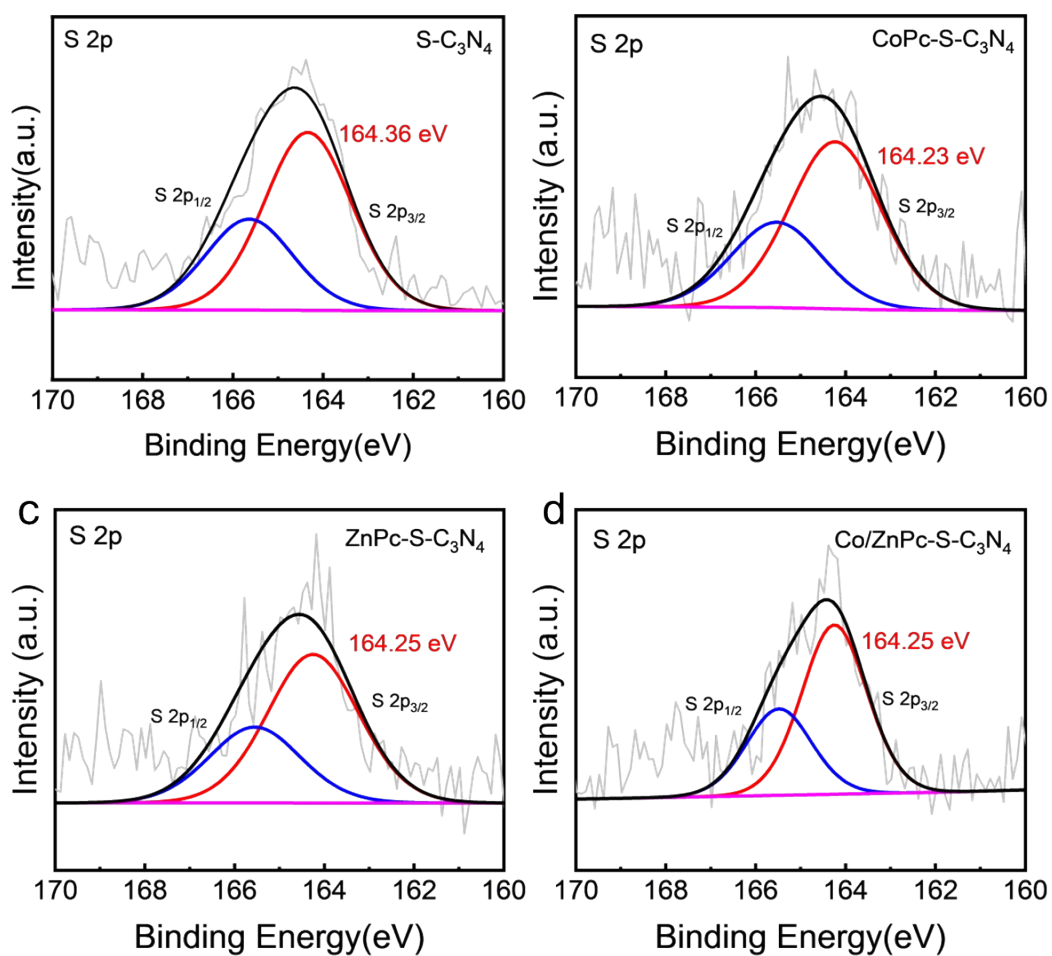 S 2p
S-C₃N₄
164.36 eV
S 2p₁/₂
S 2p₃/₂
Intensity(a.u.)
170 168 166 164 162 160
Binding Energy(eV)
S 2p
CoPc-S-C₃N₄
164.23 eV
S 2p₁/₂
S 2p₃/₂
Intensity (a.u.)
170 168 166 164 162 160
Binding Energy(eV)
c
S 2p
ZnPc-S-C₃N₄
164.25 eV
S 2p₁/₂
S 2p₃/₂
Intensity (a.u.)
170 168 166 164 162 160
Binding Energy(eV)
d
S 2p
Co/ZnPc-S-C₃N₄
164.25 eV
S 2p₁/₂
S 2p₃/₂
Intensity (a.u.)
170 168 166 164 162 160
Binding Energy(eV)